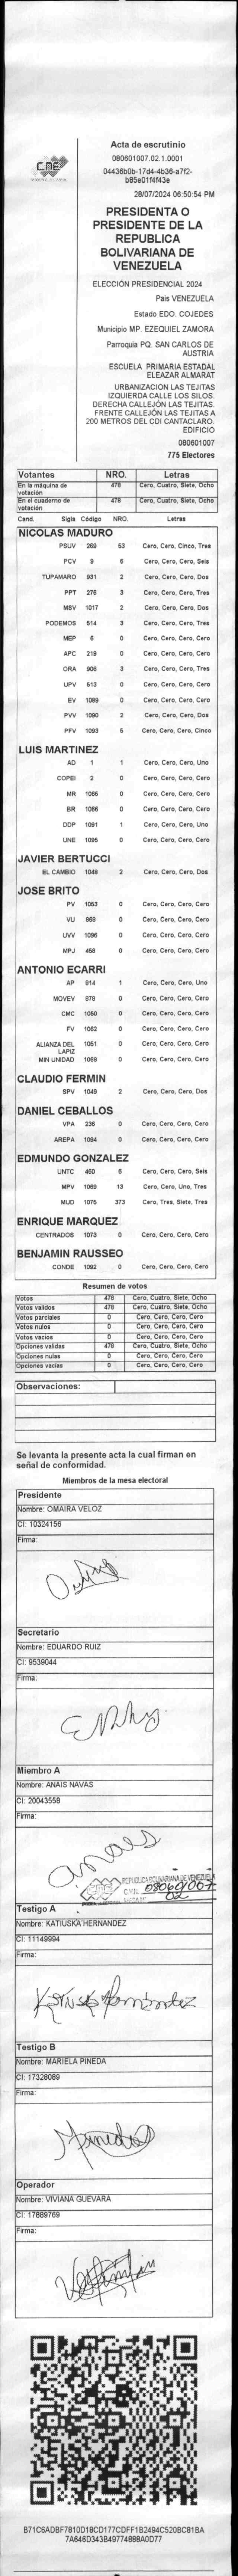 CNE
Acta de escrutinio
080601007.02.1.0001
04436b0b-17d4-4b36-a7f2-
b85e01f4f43e
28/07/2024 06:50:54 PM
PRESIDENTA O
PRESIDENTE DE LA
REPUBLICA
BOLIVARIANA DE
VENEZUELA
ELECCIÓN PRESIDENCIAL 2024
Pais VENEZUELA
Estado EDO. COJEDES
Municipio MP. EZEQUIEL ZAMORA
Parroquia PQ. SAN CARLOS DE
AUSTRIA
ESCUELA PRIMARIA ESTADAL
ELEAZAR ALMARAT
URBANIZACION LAS TEJITAS
IZQUIERDA CALLE LOS SILOS.
DERECHA CALLEJÓN LAS TEJITAS.
FRENTE CALLEJÓN LAS TEJITAS A
200 METROS DEL CDI CANTACLARO.
EDIFICIO
080601007
775 Electores
Votantes NRO. Letras
En la máquina de votación 478 Cero, Cuatro, Siete, Ocho
En el cuaderno de votación 478 Cero, Cuatro, Siete, Ocho
Cand. Sigla Código NRO. Letras
NICOLAS MADURO
PSUV 269 53 Cero, Cero, Cinco, Tres
PCV 9 6 Cero, Cero, Cero, Seis
TUPAMARO 931 2 Cero, Cero, Cero, Dos
PPT 276 3 Cero, Cero, Cero, Tres
MSV 1017 2 Cero, Cero, Cero, Dos
PODEMOS 514 3 Cero, Cero, Cero, Tres
MEP 6 0 Cero, Cero, Cero, Cero
APC 219 0 Cero, Cero, Cero, Cero
ORA 906 3 Cero, Cero, Cero, Tres
UPV 513 0 Cero, Cero, Cero, Cero
EV 1089 0 Cero, Cero, Cero, Cero
PVV 1090 2 Cero, Cero, Cero, Dos
PFV 1093 5 Cero, Cero, Cero, Cinco
LUIS MARTINEZ
AD 1 1 Cero, Cero, Cero, Uno
COPEI 2 0 Cero, Cero, Cero, Cero
MR 1065 0 Cero, Cero, Cero, Cero
BR 1066 0 Cero, Cero, Cero, Cero
DDP 1091 1 Cero, Cero, Cero, Uno
UNE 1095 0 Cero, Cero, Cero, Cero
JAVIER BERTUCCI
EL CAMBIO 1048 2 Cero, Cero, Cero, Dos
JOSE BRITO
PV 1053 0 Cero, Cero, Cero, Cero
VU 869 0 Cero, Cero, Cero, Cero
UVV 1096 0 Cero, Cero, Cero, Cero
MPJ 458 0 Cero, Cero, Cero, Cero
ANTONIO ECARRI
AP 814 1 Cero, Cero, Cero, Uno
MOVEV 878 0 Cero, Cero, Cero, Cero
CMC 1050 0 Cero, Cero, Cero, Cero
FV 1062 0 Cero, Cero, Cero, Cero
ALIANZA DEL LAPIZ 1051 0 Cero, Cero, Cero, Cero
MIN UNIDAD 1068 0 Cero, Cero, Cero, Cero
CLAUDIO FERMIN
SPV 1049 2 Cero, Cero, Cero, Dos
DANIEL CEBALLOS
VPA 236 0 Cero, Cero, Cero, Cero
AREPA 1094 0 Cero, Cero, Cero, Cero
EDMUNDO GONZALEZ
UNTC 460 6 Cero, Cero, Cero, Seis
MPV 1069 13 Cero, Cero, Uno, Tres
MUD 1075 373 Cero, Tres, Siete, Tres
ENRIQUE MARQUEZ
CENTRADOS 1073 0 Cero, Cero, Cero, Cero
BENJAMIN RAUSSEO
CONDE 1092 0 Cero, Cero, Cero, Cero
Resumen de votos
Votos 478 Cero, Cuatro, Siete, Ocho
Votos validos 478 Cero, Cuatro, Siete, Ocho
Votos parciales 0 Cero, Cero, Cero, Cero
Votos nulos 0 Cero, Cero, Cero, Cero
Votos vacios 0 Cero, Cero, Cero, Cero
Opciones validas 478 Cero, Cuatro, Siete, Ocho
Opciones nulas 0 Cero, Cero, Cero, Cero
Opciones vacias 0 Cero, Cero, Cero, Cero
Observaciones:
Se levanta la presente acta la cual firman en
señal de conformidad.
Miembros de la mesa electoral
Presidente
Nombre: OMAIRA VELOZ
CI: 10324156
Firma:
Secretario
Nombre: EDUARDO RUIZ
CI: 9539044
Firma:
Miembro A
Nombre: ANAIS NAVAS
CI: 20043558
Firma:
anaes
REPUBLICA BOLIVARIANA DE VENEZUELA
080601007
02
Testigo A
Nombre: KATIUSKA HERNANDEZ
CI: 11149994
Firma:
Testigo B
Nombre: MARIELA PINEDA
CI: 17328089
Firma:
Operador
Nombre: VIVIANA GUEVARA
CI: 17889769
Firma:
B71C6ADBF7810D18CD177CDFF1B2494C520BC81BA
7A646D343B49774888A0D77